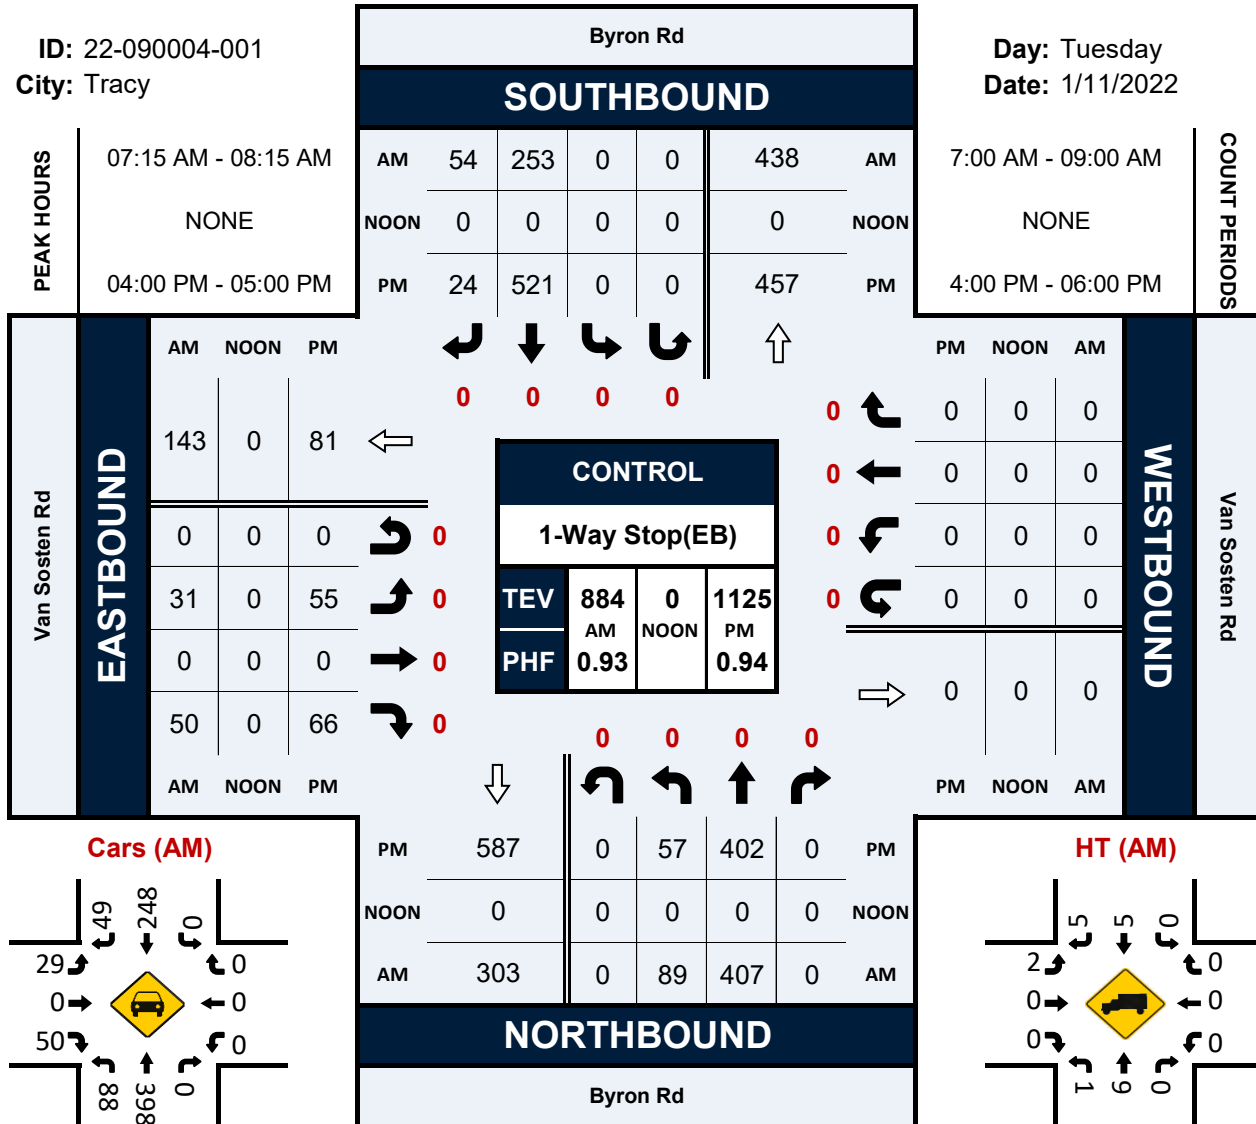 Byron Rd
ID: 22-090004-001
Day: Tuesday
City: Tracy
Date: 1/11/2022
SOUTHBOUND
PEAK HOURS
07:15 AM - 08:15 AM
NONE
04:00 PM - 05:00 PM
AM 54 253 0 0 438 AM
NOON 0 0 0 0 0 NOON
PM 24 521 0 0 457 PM
7:00 AM - 09:00 AM
NONE
4:00 PM - 06:00 PM
COUNT PERIODS
0 0 0 0
Van Sosten Rd
EASTBOUND
AM NOON PM
143 0 81
0 0 0 0
31 0 55 0
0 0 0 0
50 0 66 0
AM NOON PM
CONTROL
1-Way Stop(EB)
TEV 884 0 1125
AM NOON PM
PHF 0.93 0.94
PM NOON AM
0 0 0 0
0 0 0 0
0 0 0 0
0 0 0 0
0 0 0
PM NOON AM
WESTBOUND
Van Sosten Rd
0 0 0 0
PM 587 0 57 402 0 PM
NOON 0 0 0 0 0 NOON
AM 303 0 89 407 0 AM
NORTHBOUND
Byron Rd
Cars (AM)
49 248 0
29 0
0 0
50 0
88 398 0
HT (AM)
5 5 0
2 0
0 0
0 0
1 9 0